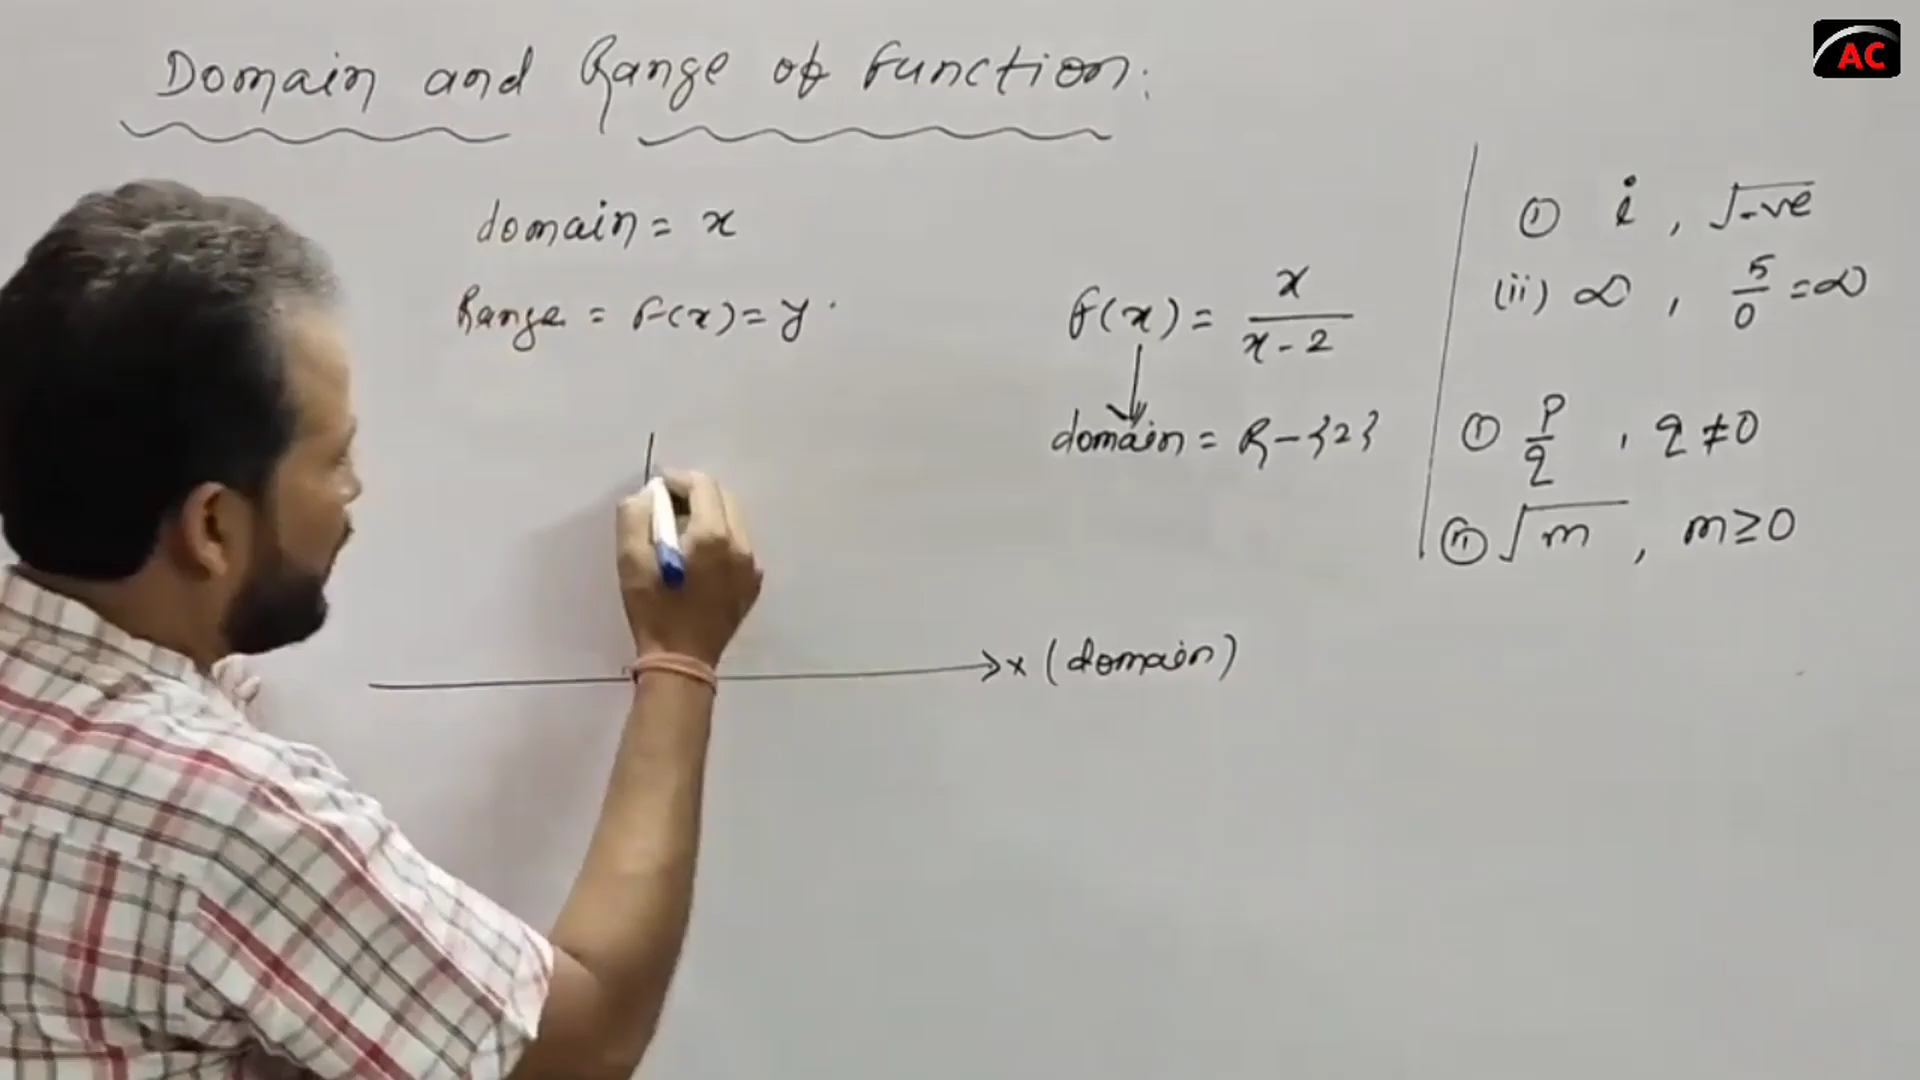 AC
Domain and Range of Function:
domain = x
Range = F(x) = y.
F(x) = x / x-2
domain = R - {2}
① i , √-ve
(ii) ∞ , 5/0 = ∞
① p/q , q ≠ 0
(ii) √m , m ≥ 0
x (domain)